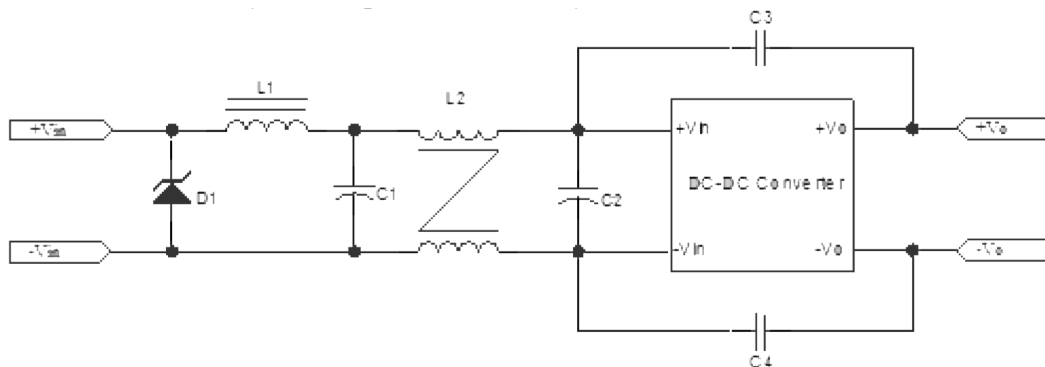 C3
L1
L2
+Vin
+Vin
+Vo
+Vo
D1
C1
C2
DC-DC Converter
-Vin
-Vin
-Vo
-Vo
C4